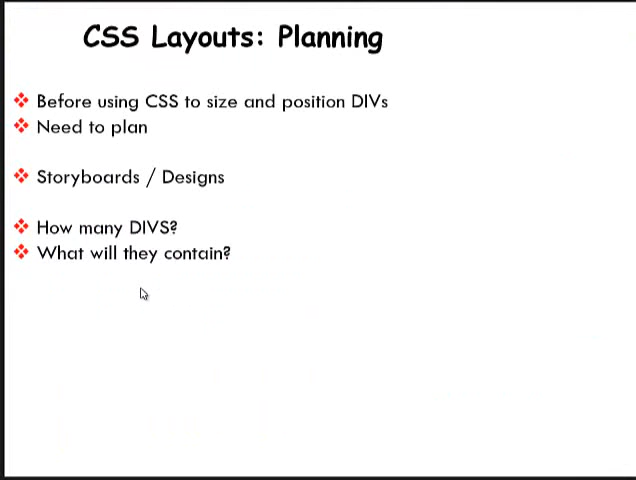 CSS Layouts: Planning
Before using CSS to size and position DIVs
Need to plan
Storyboards / Designs
How many DIVS?
What will they contain?